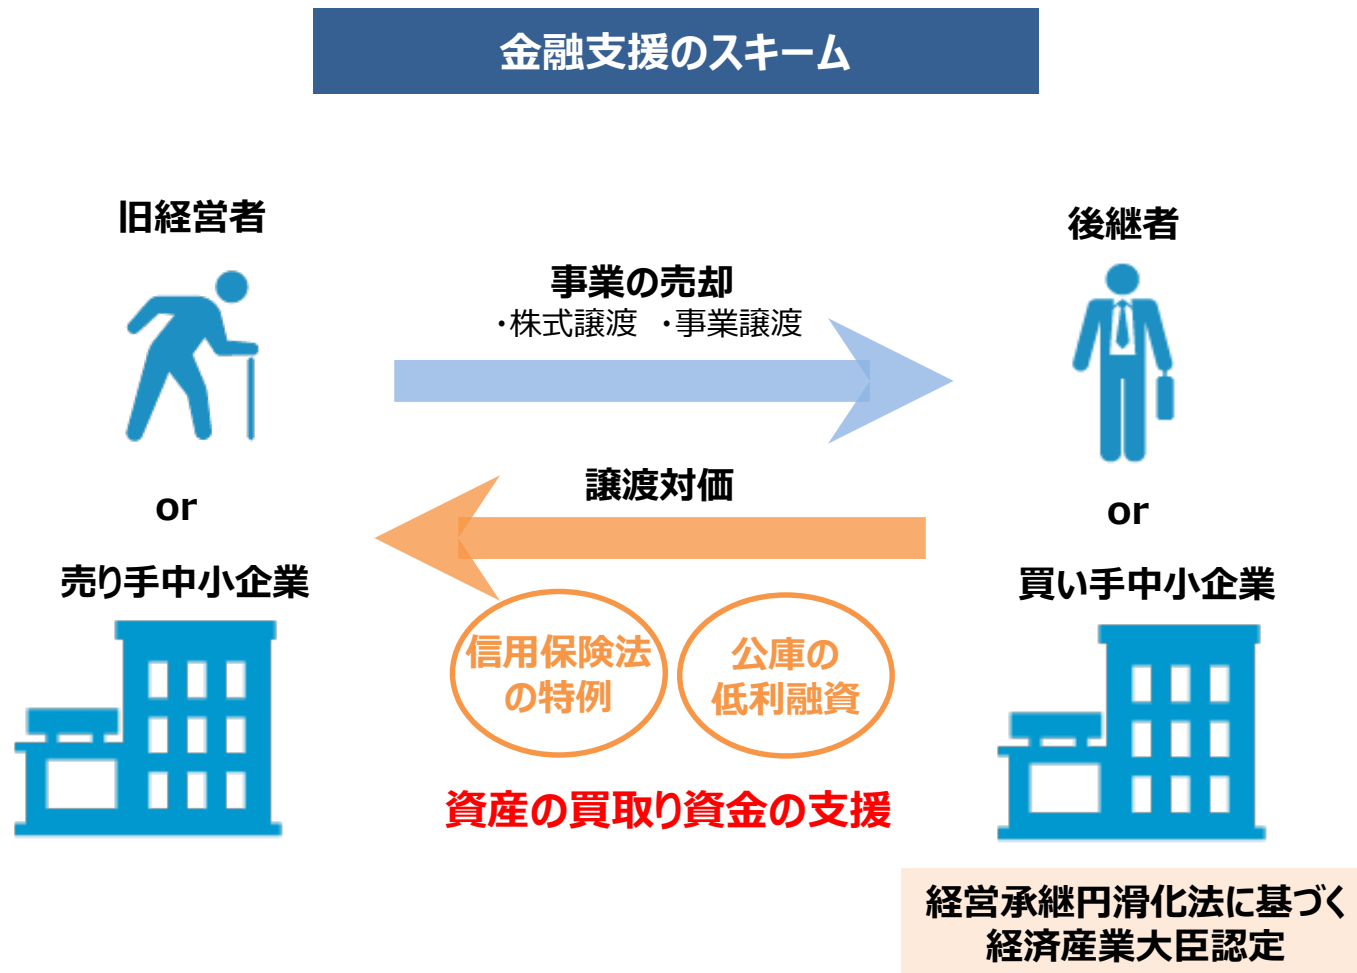 金融支援のスキーム
旧経営者
後継者
事業の売却
・株式譲渡　・事業譲渡
譲渡対価
or
or
売り手中小企業
買い手中小企業
信用保険法
の特例
公庫の
低利融資
資産の買取り資金の支援
経営承継円滑化法に基づく
経済産業大臣認定